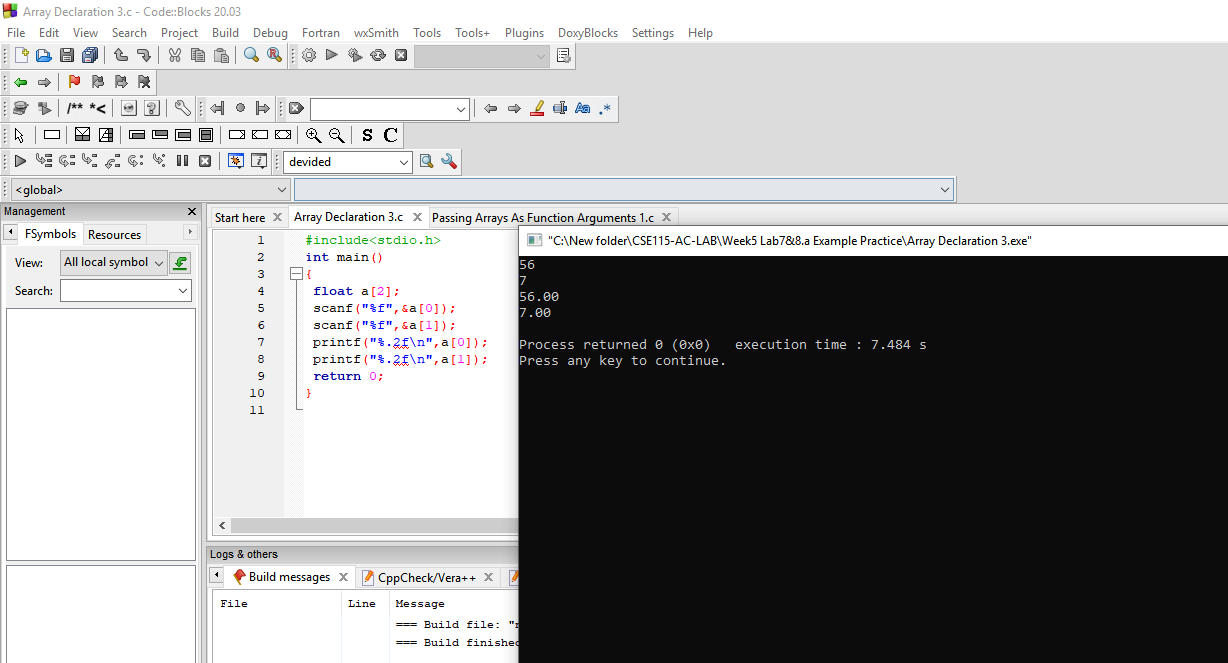 Array Declaration 3.c - Code::Blocks 20.03
File Edit View Search Project Build Debug Fortran wxSmith Tools Tools+ Plugins DoxyBlocks Settings Help
/** *<
Aa .*
S C
devided
<global>
Management
FSymbols Resources
View: All local symbol
Search:
Start here Array Declaration 3.c Passing Arrays As Function Arguments 1.c
1 #include<stdio.h>
2 int main()
3 {
4 float a[2];
5 scanf("%f",&a[0]);
6 scanf("%f",&a[1]);
7 printf("%.2f\n",a[0]);
8 printf("%.2f\n",a[1]);
9 return 0;
10 }
11
"C:\New folder\CSE115-AC-LAB\Week5 Lab7&8.a Example Practice\Array Declaration 3.exe"
56
7
56.00
7.00
Process returned 0 (0x0) execution time : 7.484 s
Press any key to continue.
Logs & others
Build messages CppCheck/Vera++
File Line Message
=== Build file: "
=== Build finished